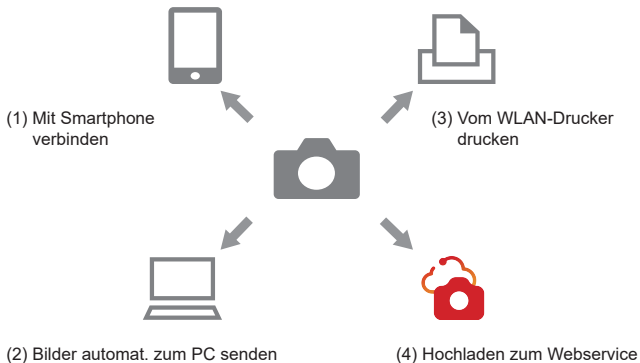 (1) Mit Smartphone
verbinden
(3) Vom WLAN-Drucker
drucken
(2) Bilder automat. zum PC senden
(4) Hochladen zum Webservice